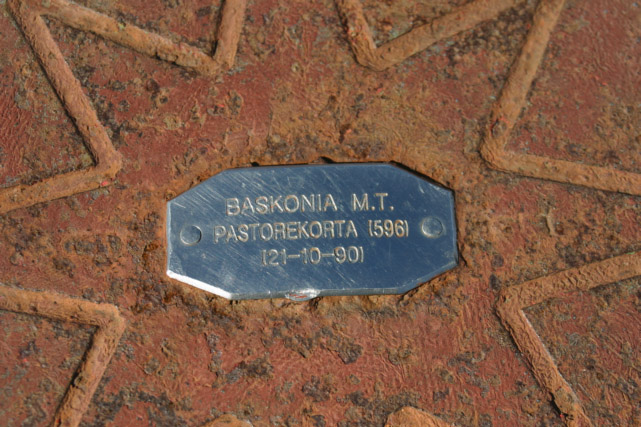 BASKONIA M.T.
PASTOREKORTA (596)
(21-10-90)